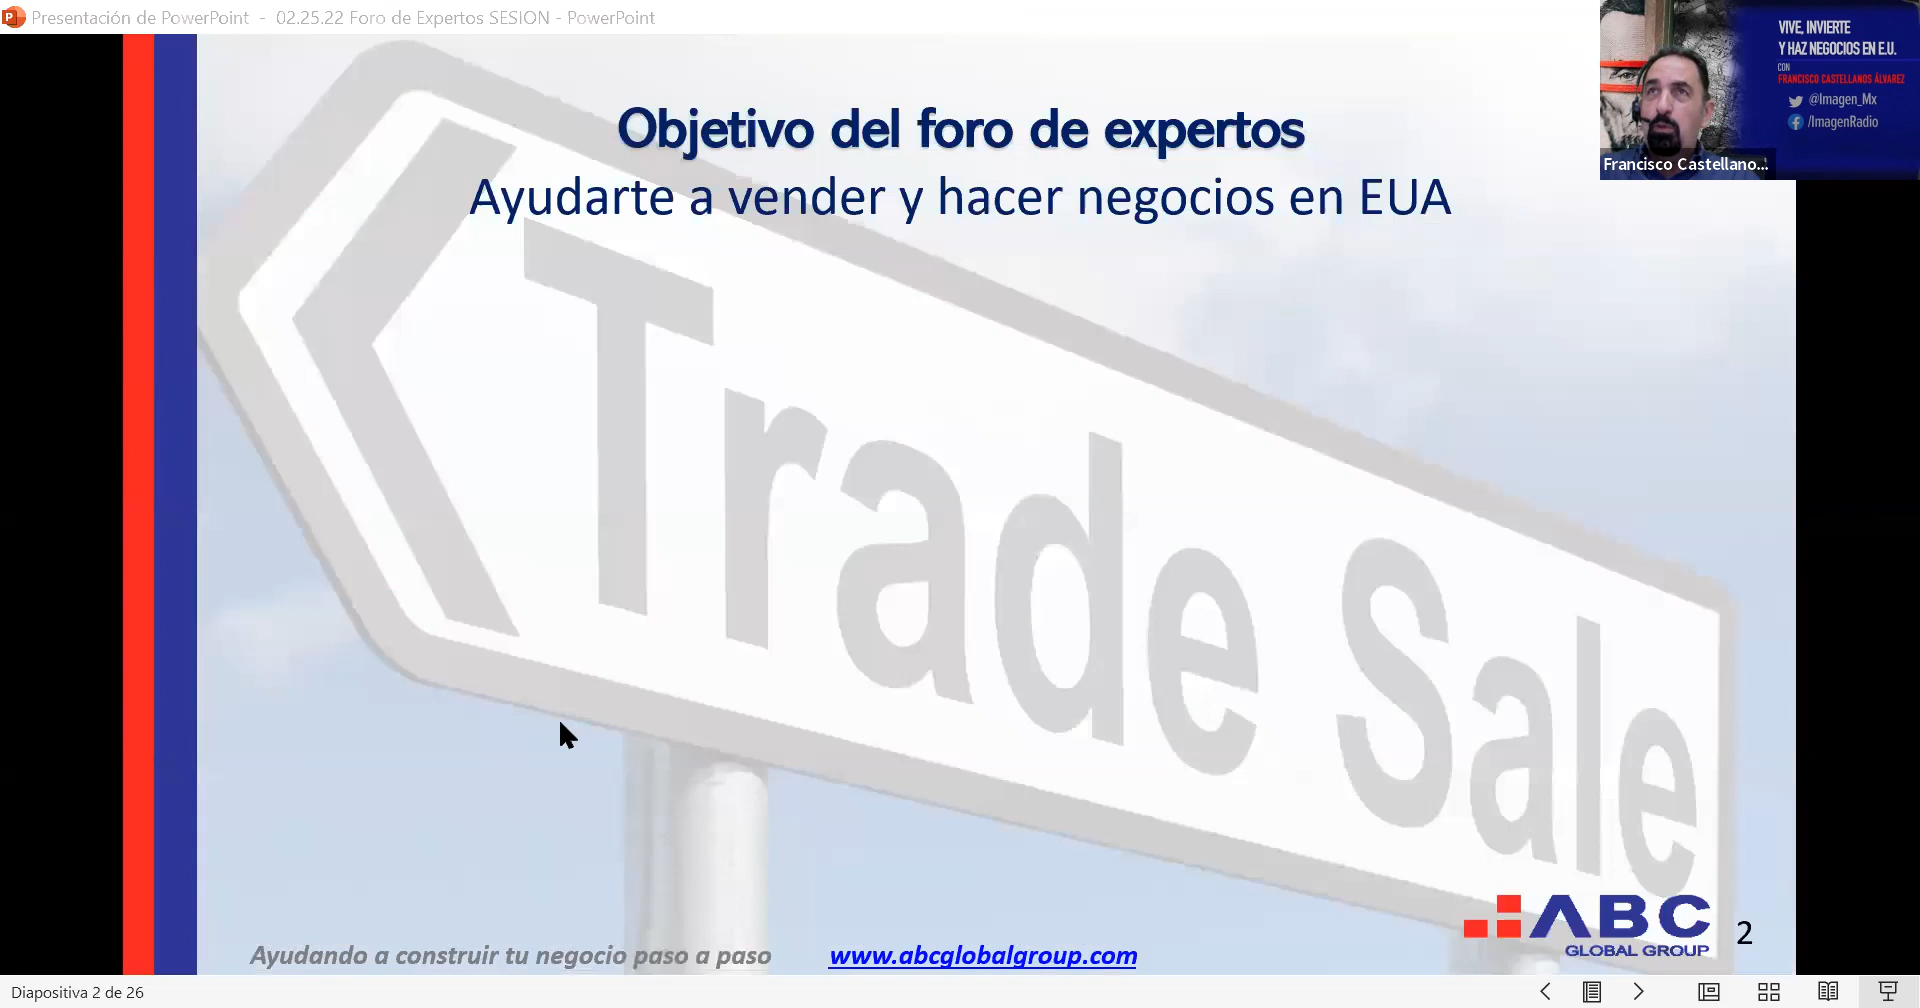 Presentación de PowerPoint - 02.25.22 Foro de Expertos SESION - PowerPoint
VIVE, INVIERTE
Y HAZ NEGOCIOS EN E.U.
CON
FRANCISCO CASTELLANOS ÁLVAREZ
@Imagen_Mx
/ImagenRadio
Francisco Castellano...
Objetivo del foro de expertos
Ayudarte a vender y hacer negocios en EUA
Trade Sale
ABC
GLOBAL GROUP
2
Ayudando a construir tu negocio paso a paso www.abcglobalgroup.com
Diapositiva 2 de 26